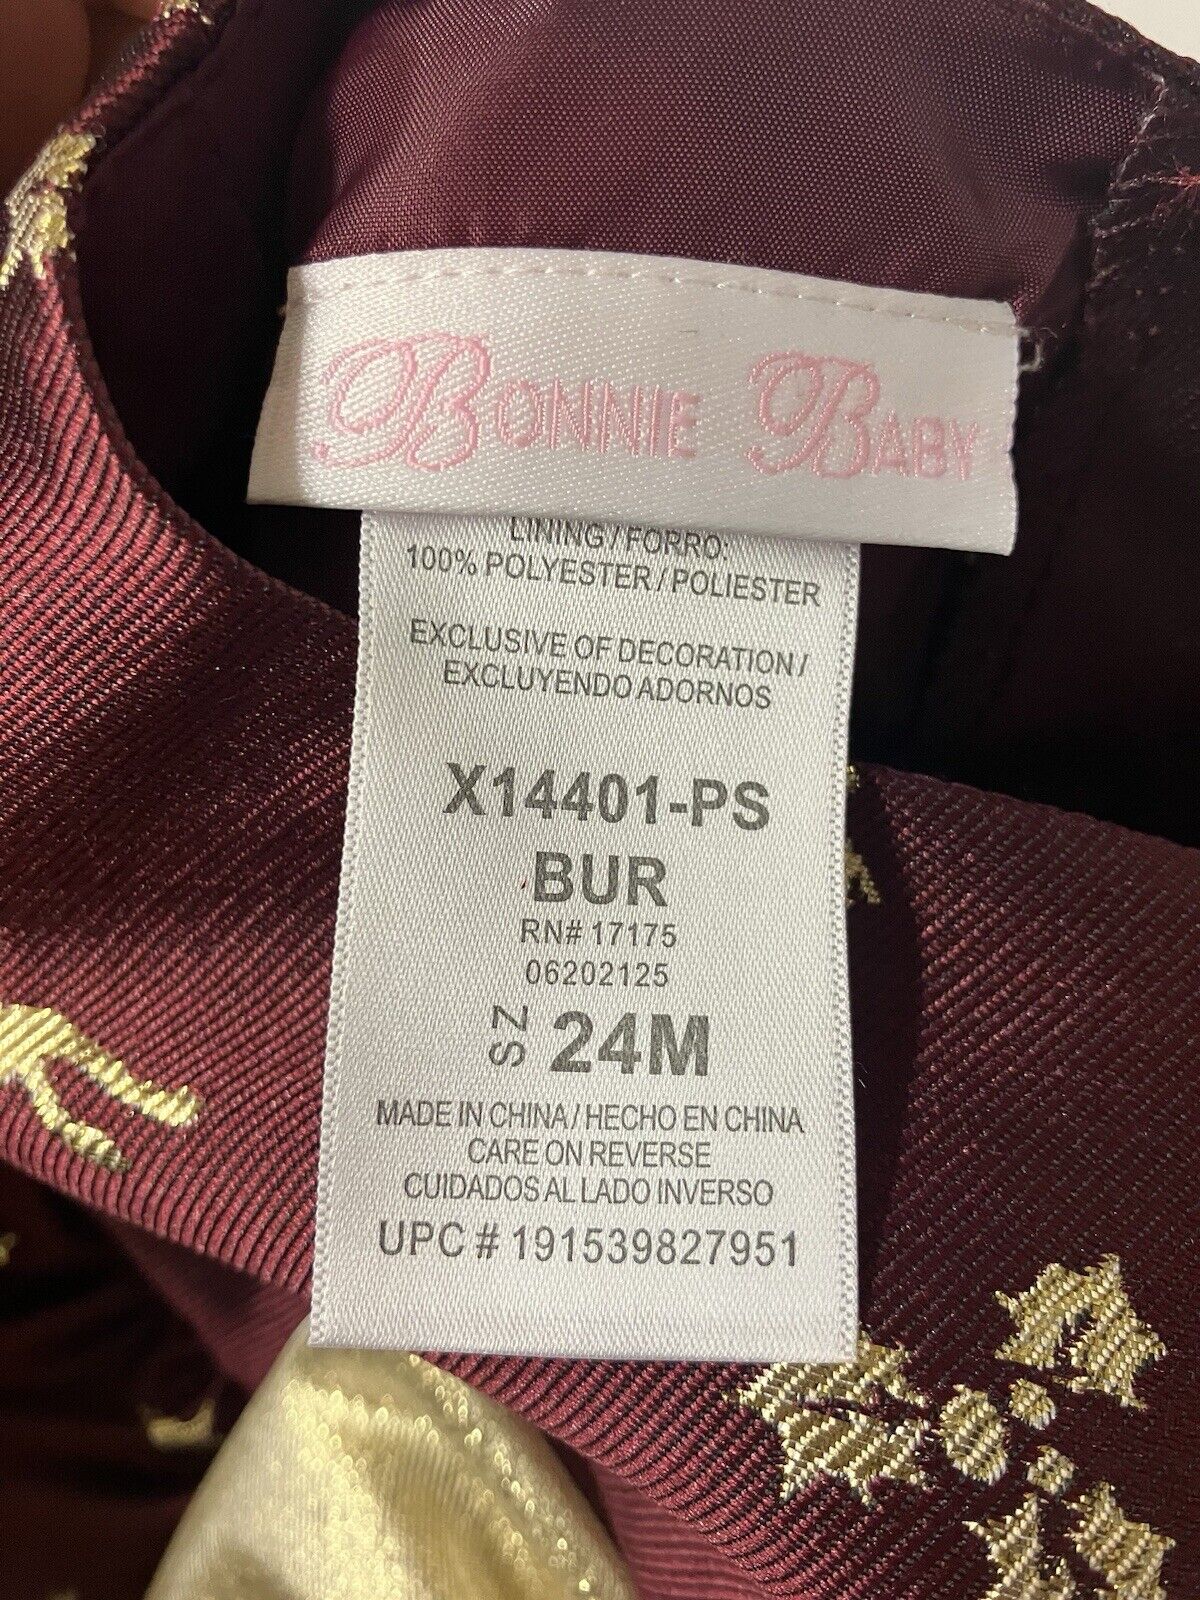 BONNIE BABY
LINING / FORRO:
100% POLYESTER / POLIESTER
EXCLUSIVE OF DECORATION /
EXCLUYENDO ADORNOS
X14401-PS
BUR
RN# 17175
06202125
SZ 24M
MADE IN CHINA / HECHO EN CHINA
CARE ON REVERSE
CUIDADOS AL LADO INVERSO
UPC # 191539827951